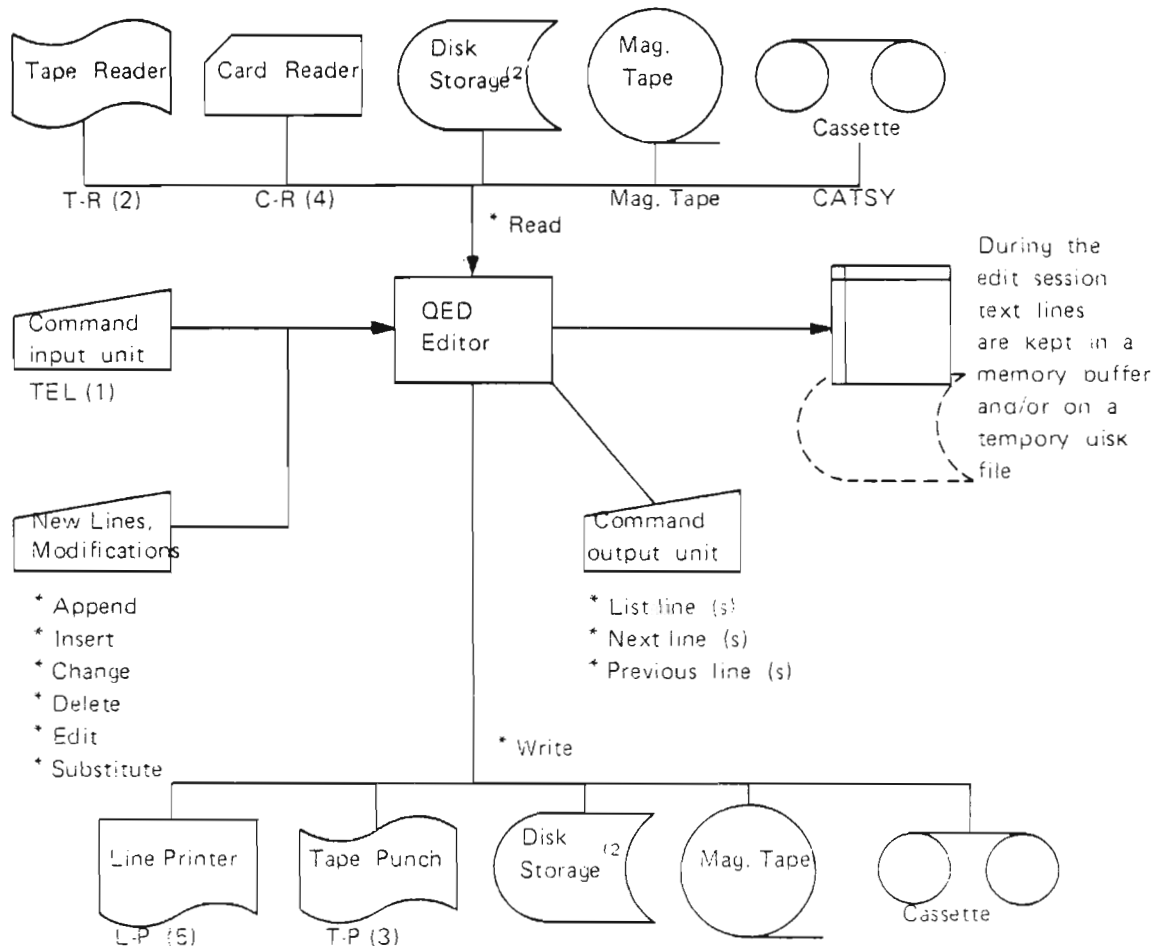 Tape Reader
Card Reader
Disk
Storage(2
Mag.
Tape
Cassette
T-R (2)
C-R (4)
Mag. Tape
CATSY
* Read
Command
input unit
TEL (1)
QED
Editor
During the
edit session
text lines
are kept in a
memory buffer
and/or on a
tempory disk
file
New Lines,
Modifications
* Append
* Insert
* Change
* Delete
* Edit
* Substitute
Command
output unit
* List line (s)
* Next line (s)
* Previous line (s)
* Write
Line Printer
L-P (5)
Tape Punch
T-P (3)
Disk
Storage (2
Mag. Tape
Cassette